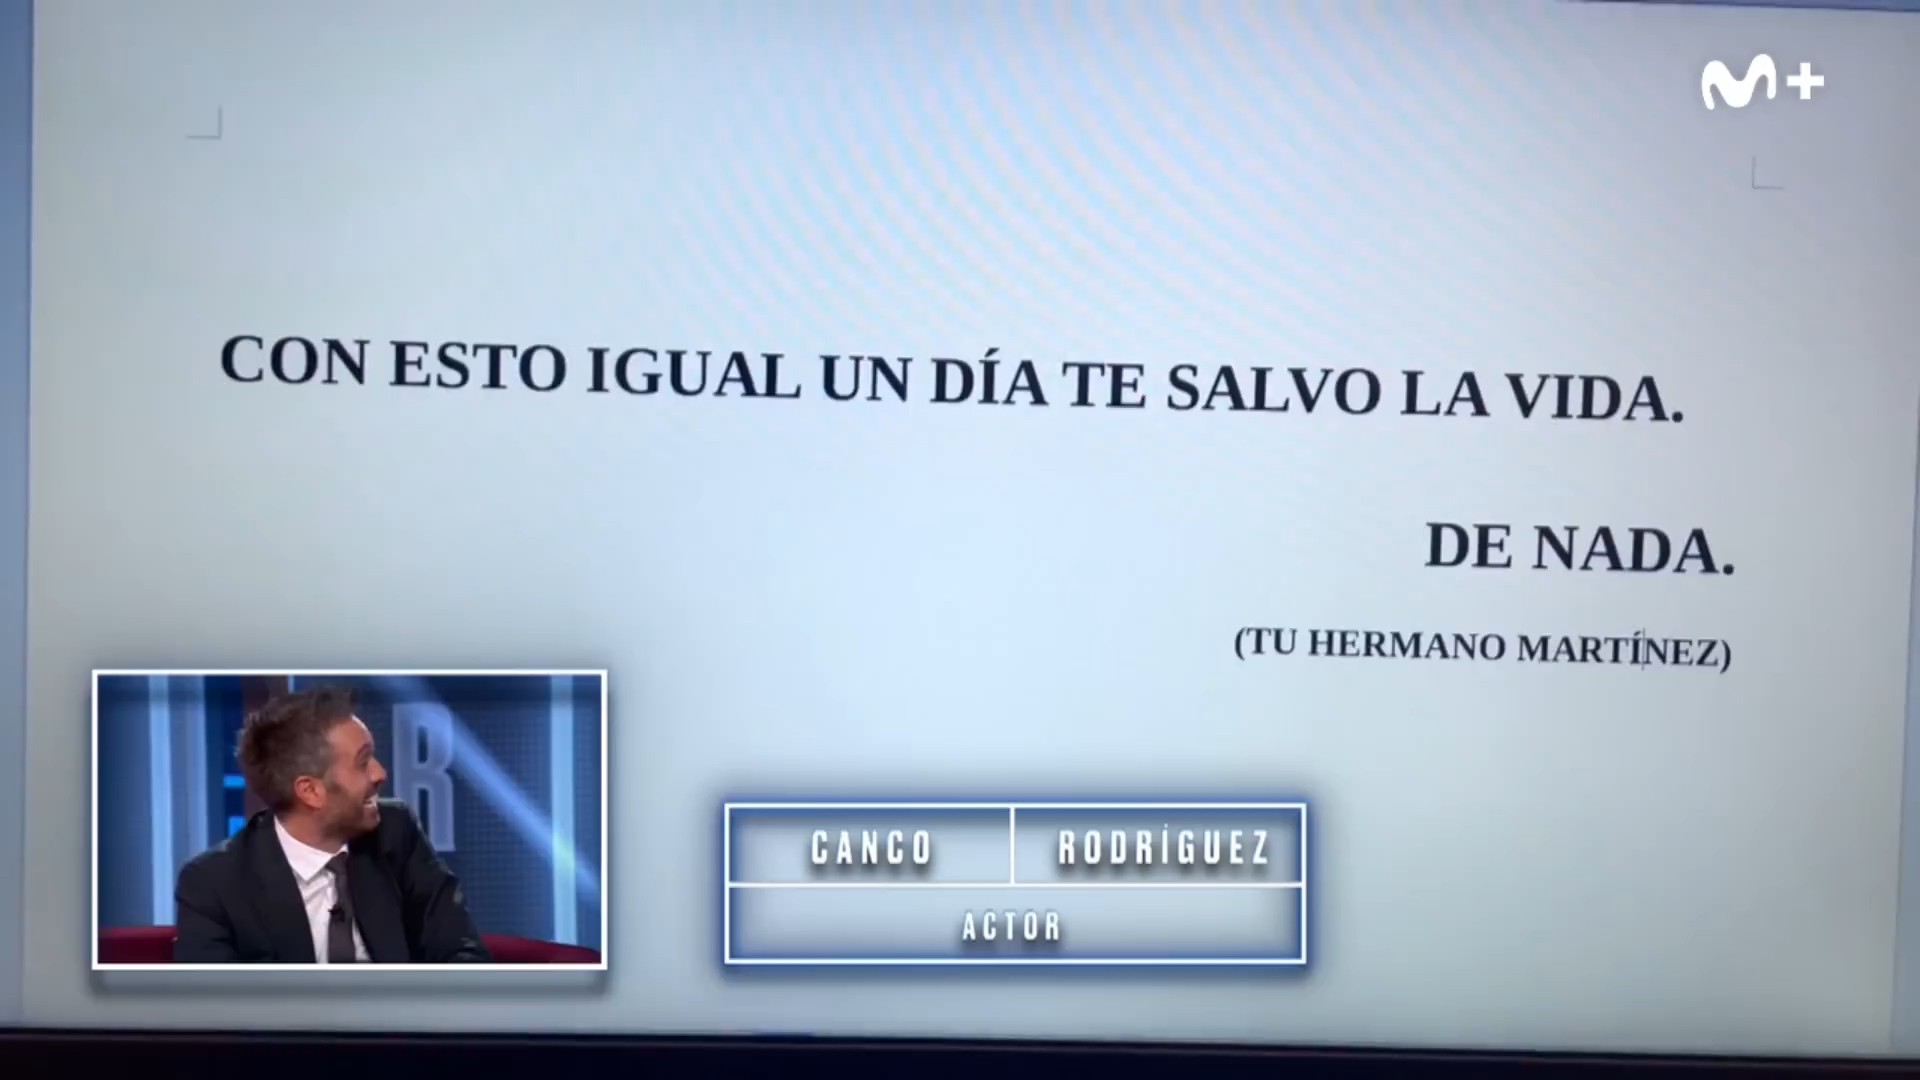 M+
CON ESTO IGUAL UN DÍA TE SALVO LA VIDA.
DE NADA.
(TU HERMANO MARTÍNEZ)
R
CANCO RODRÍGUEZ
ACTOR